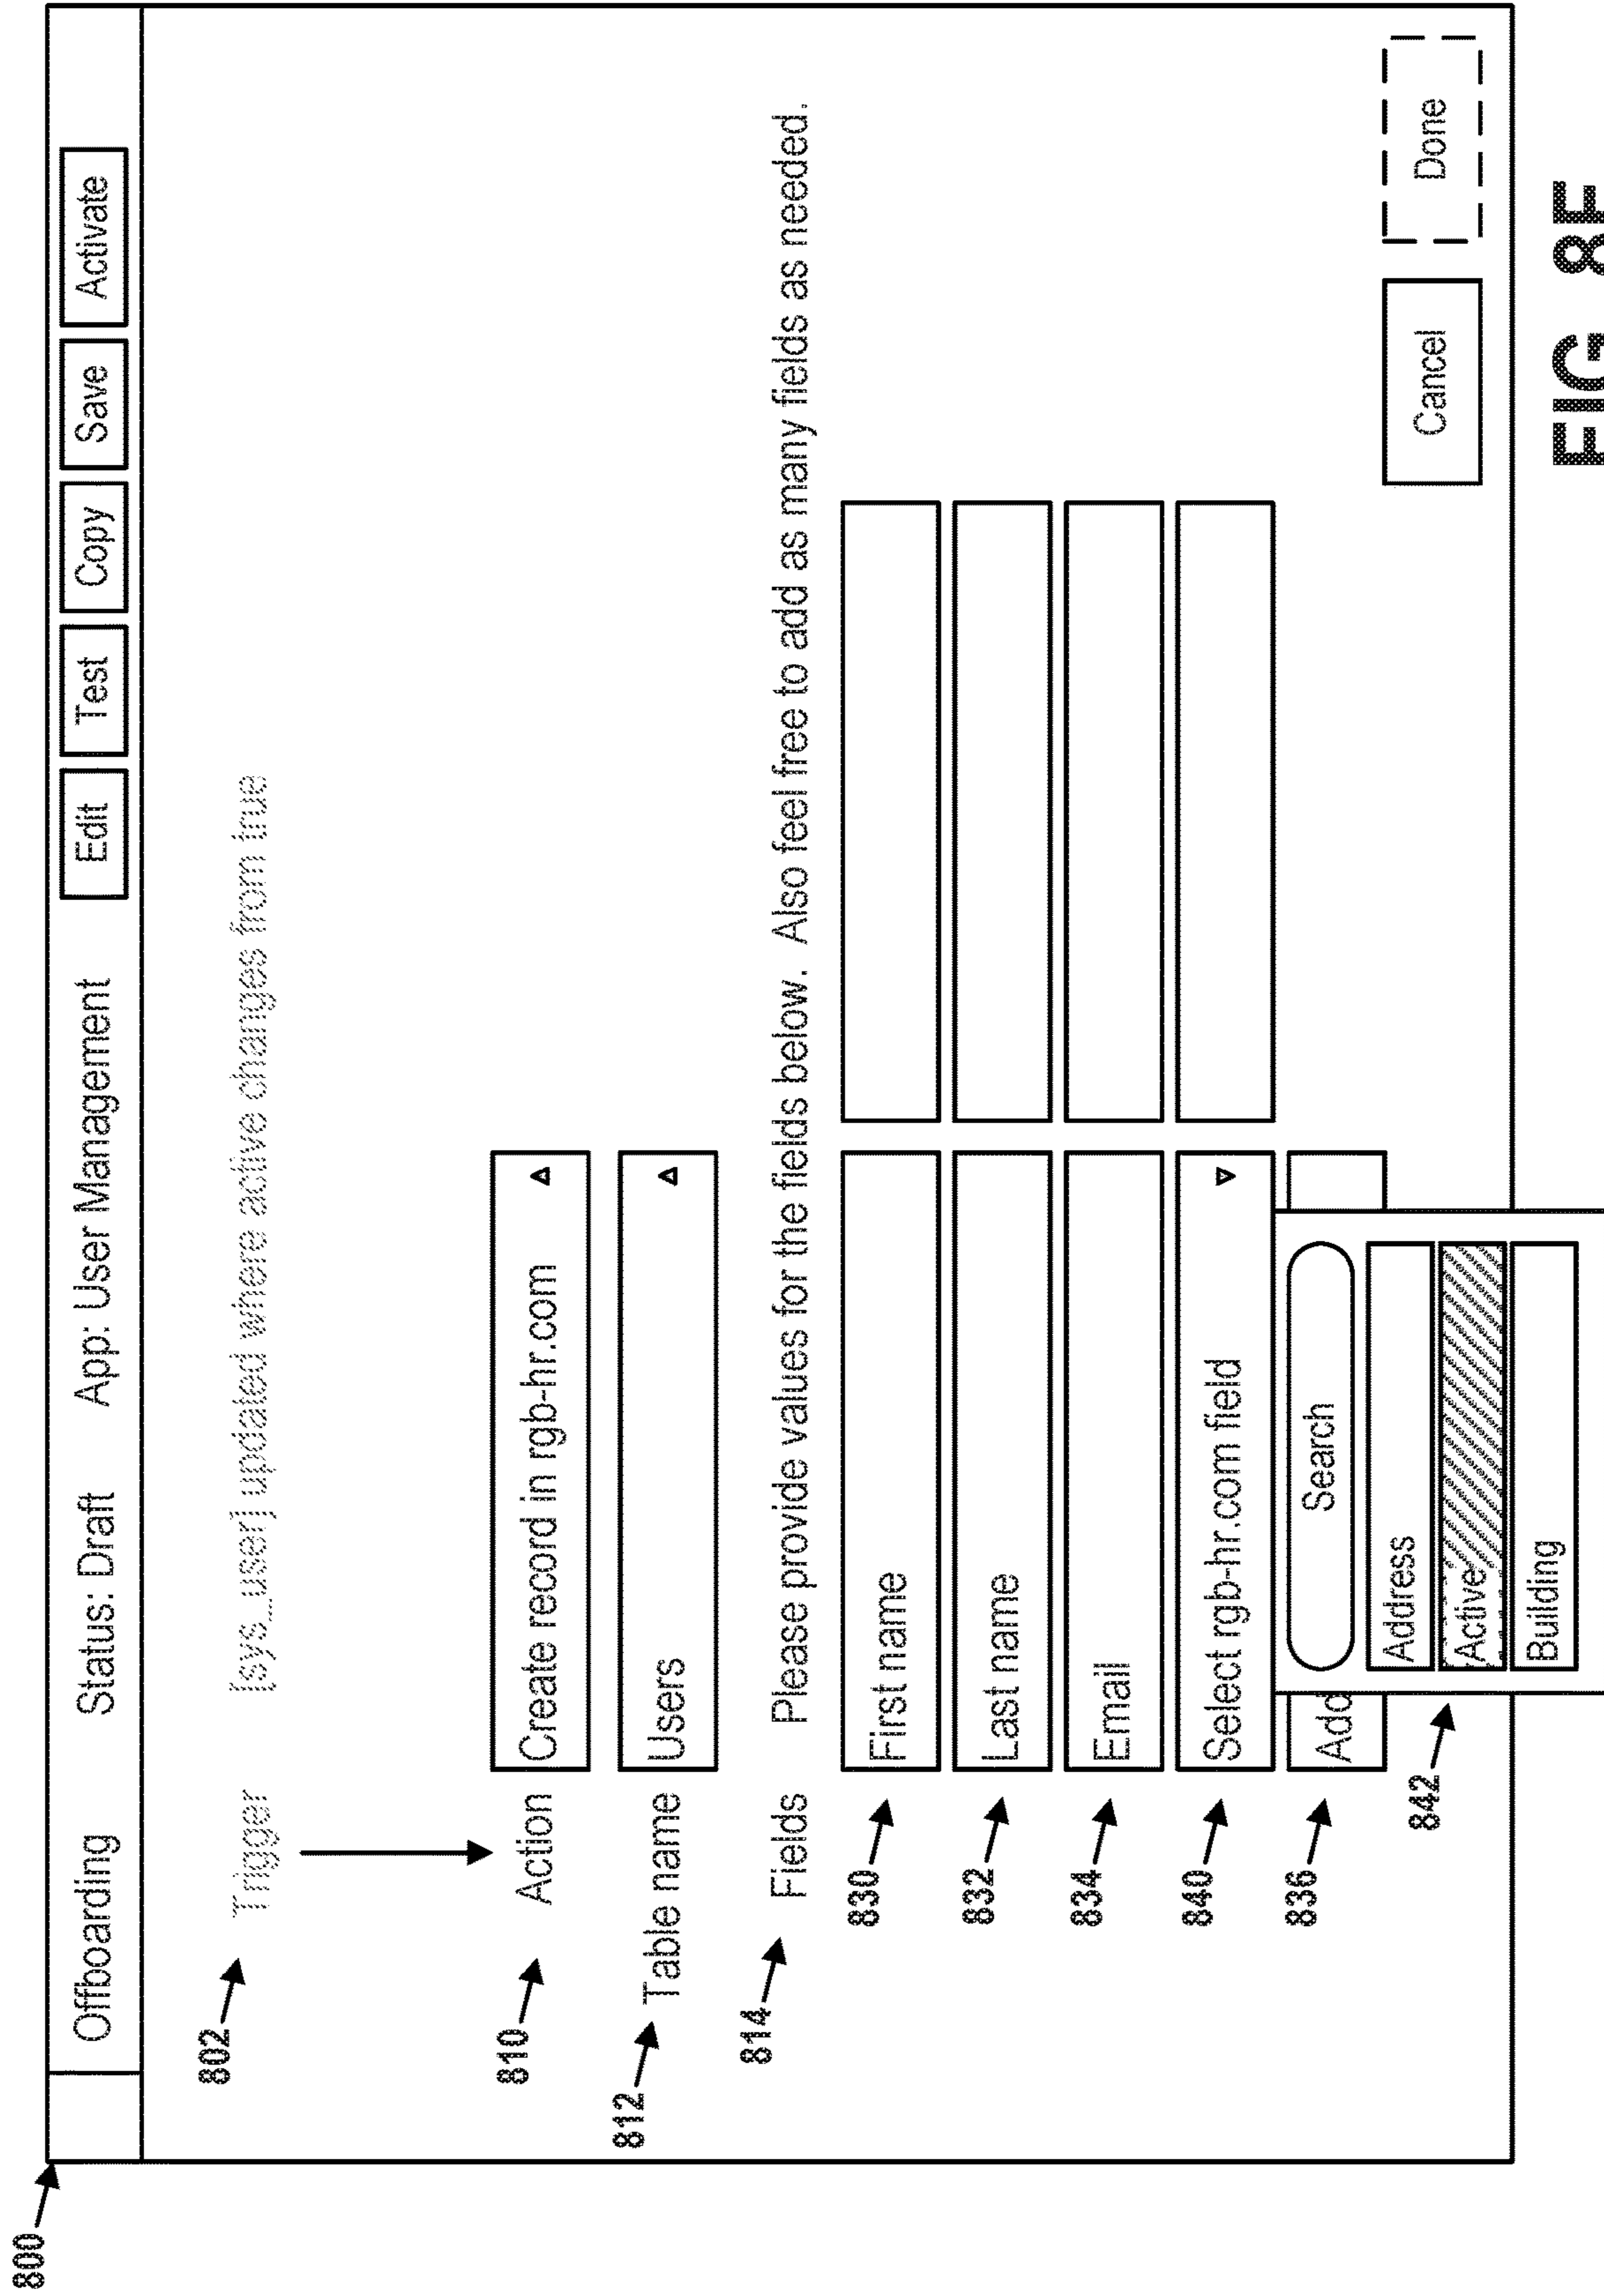 800
Offboarding Status: Draft App: User Management Edit Test Copy Save Activate
802 Trigger [sys_user] updated where active changes from true
810 Action Create record in rgb-hr.com
812 Table name Users
814 Fields Please provide values for the fields below. Also feel free to add as many fields as needed.
830 First name
832 Last name
834 Email
840 Select rgb-hr.com field
836 Add
Search
842
Address
Active
Building
Cancel Done
FIG 8E